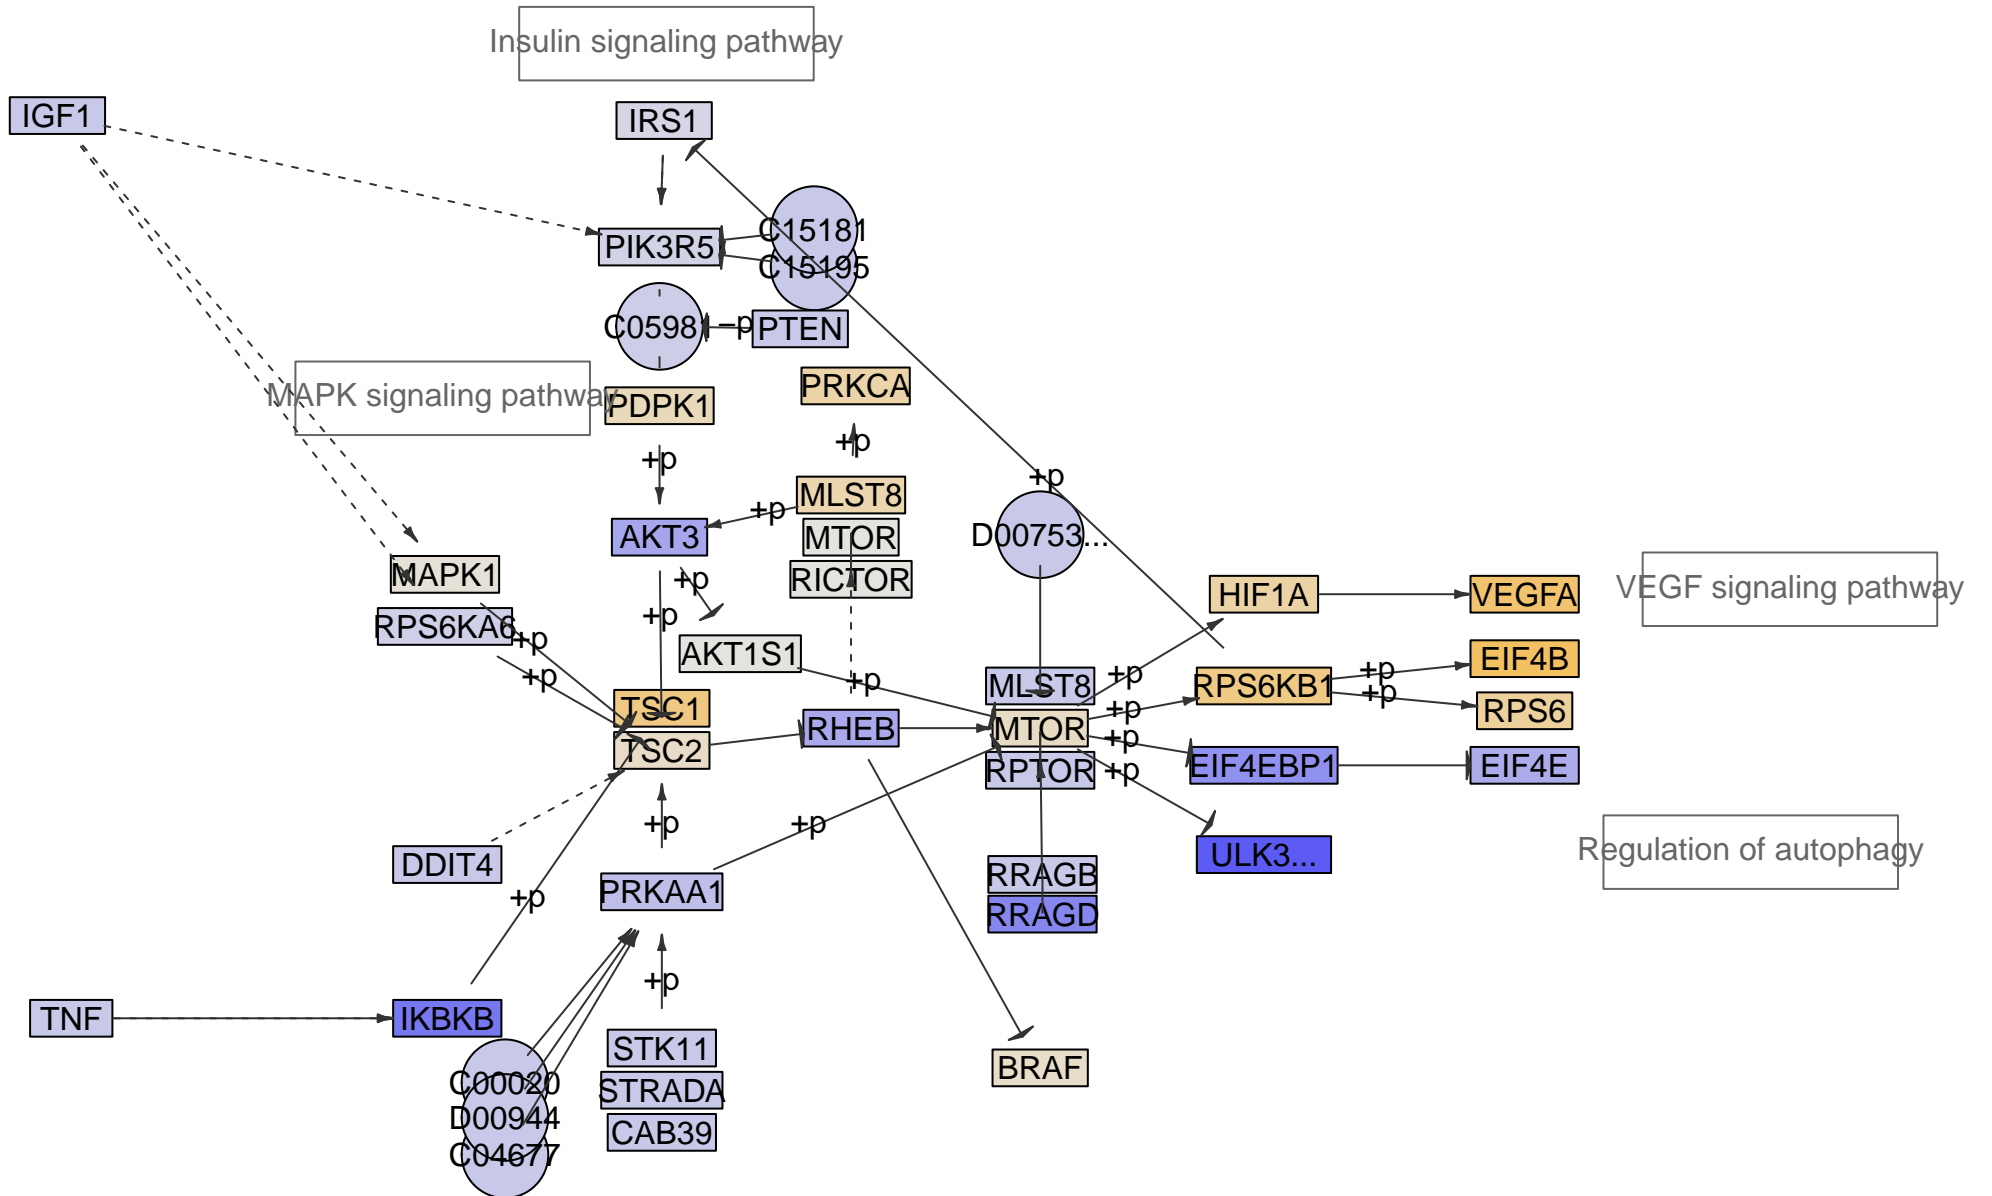 Insulin signaling pathway
IGF1
IRS1
C15181
PIK3R5
C15195
C0598
-p
PTEN
PRKCA
MAPK signaling pathway
PDPK1
+p
+p
+p
MLST8
+p
AKT3
MTOR
D00753...
MAPK1
+p
RICTOR
HIF1A
VEGFA
VEGF signaling pathway
RPS6KA6
+p
+p
AKT1S1
EIF4B
+p
+p
+p
+p
MLST8
RPS6KB1
+p
TSC1
+p
RPS6
RHEB
MTOR
+p
TSC2
RPTOR
+p
EIF4EBP1
EIF4E
+p
+p
DDIT4
ULK3...
Regulation of autophagy
+p
PRKAA1
RRAGB
RRAGD
+p
TNF
IKBKB
STK11
BRAF
C00020
STRADA
D00944
CAB39
C04677